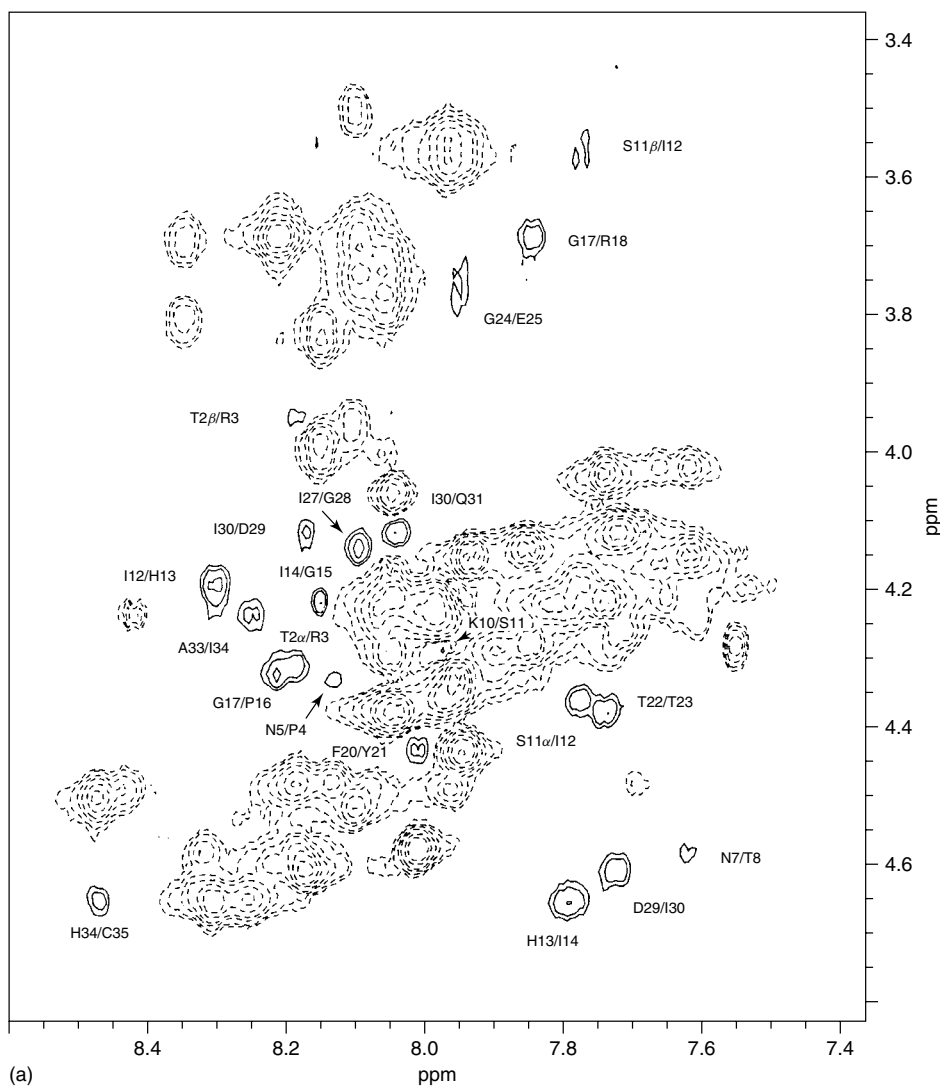 3.4
S11β/I12
3.6
G17/R18
G24/E25
3.8
T2β/R3
4.0
I27/G28
I30/Q31
ppm
I30/D29
I14/G15
I12/H13
4.2
K10/S11
A33/I34
T2α/R3
G17/P16
T22/T23
N5/P4
4.4
F20/Y21
S11α/I12
N7/T8
4.6
D29/I30
H34/C35
H13/I14
8.4 8.2 8.0 7.8 7.6 7.4
(a)
ppm